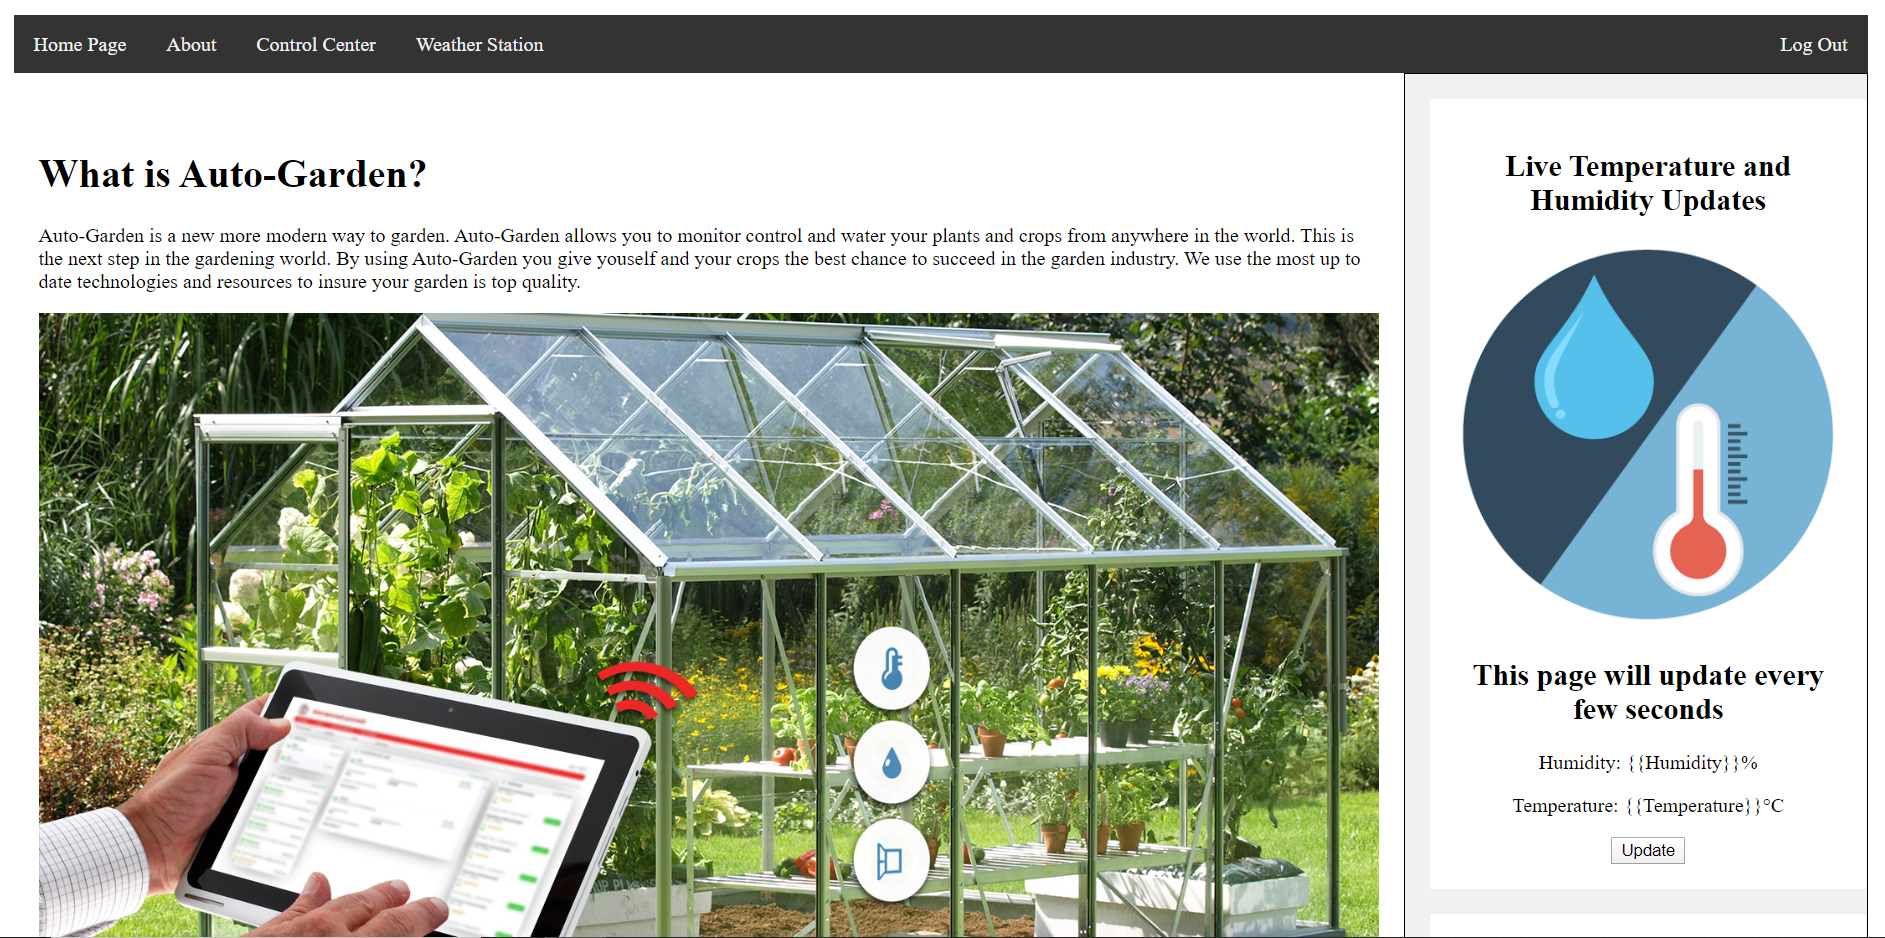 Home Page About Control Center Weather Station Log Out
What is Auto-Garden?
Auto-Garden is a new more modern way to garden. Auto-Garden allows you to monitor control and water your plants and crops from anywhere in the world. This is
the next step in the gardening world. By using Auto-Garden you give youself and your crops the best chance to succeed in the garden industry. We use the most up to
date technologies and resources to insure your garden is top quality.
Live Temperature and
Humidity Updates
This page will update every
few seconds
Humidity: {{Humidity}}%
Temperature: {{Temperature}}°C
Update